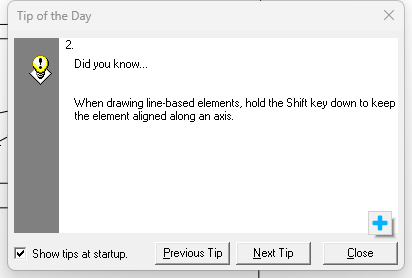 Tip of the Day
2.
Did you know...
When drawing line-based elements, hold the Shift key down to keep
the element aligned along an axis.
Show tips at startup.
Previous Tip
Next Tip
Close